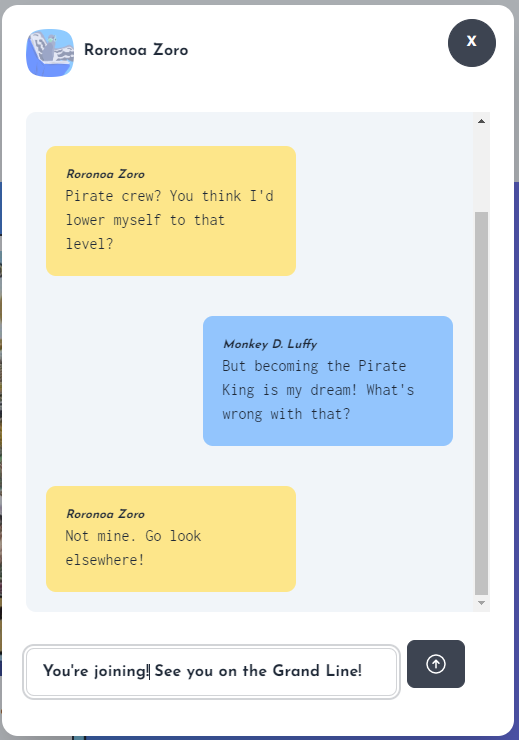 Roronoa Zoro
X
Roronoa Zoro
Pirate crew? You think I'd
lower myself to that
level?
Monkey D. Luffy
But becoming the Pirate
King is my dream! What's
wrong with that?
Roronoa Zoro
Not mine. Go look
elsewhere!
You're joining! See you on the Grand Line!